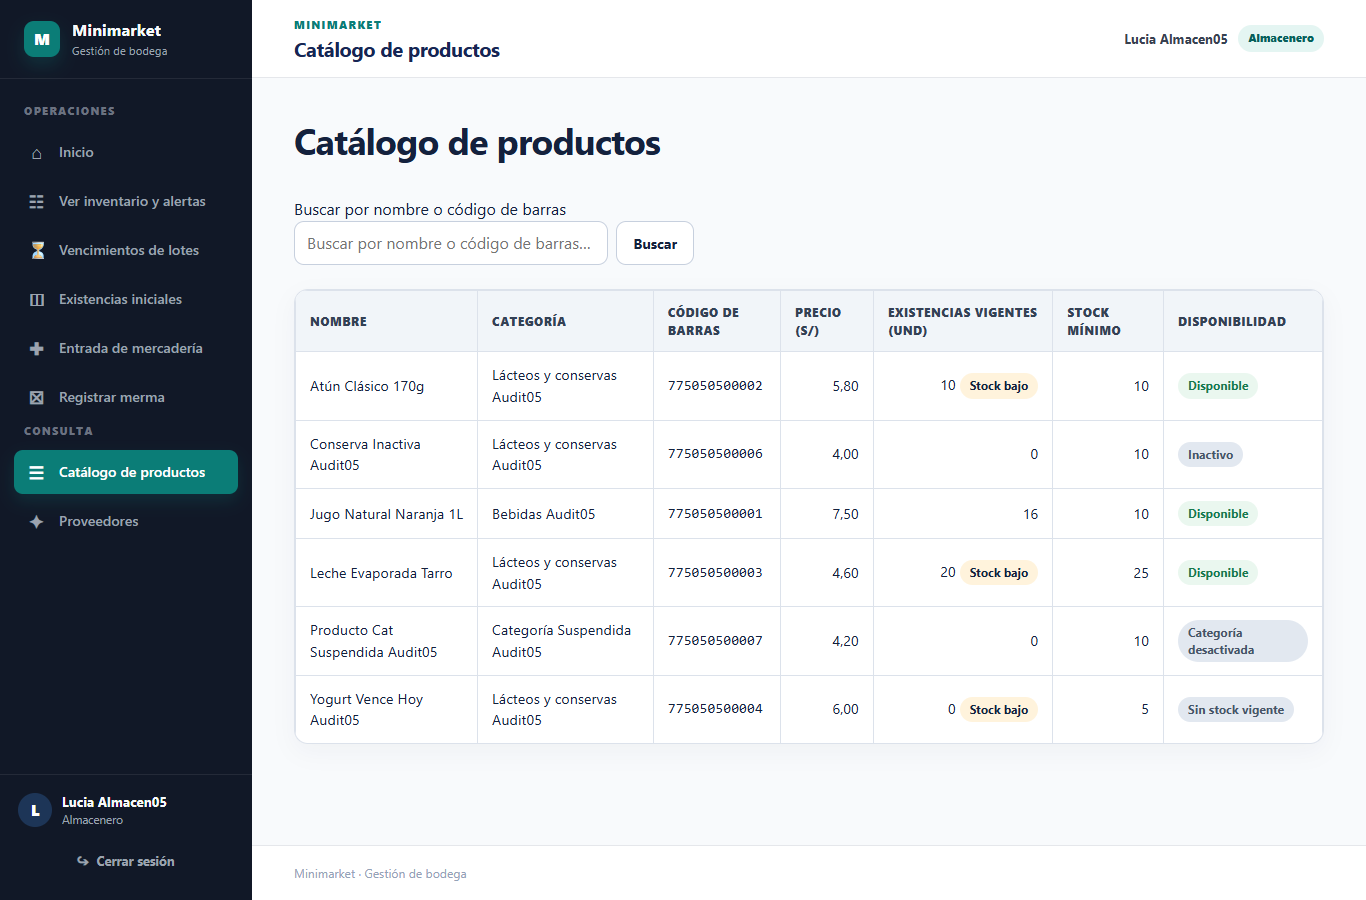 M
Minimarket
Gestión de bodega
OPERACIONES
Inicio
Ver inventario y alertas
Vencimientos de lotes
Existencias iniciales
Entrada de mercadería
Registrar merma
CONSULTA
Catálogo de productos
Proveedores
L
Lucia Almacen05
Almacenero
Cerrar sesión
MINIMARKET
Catálogo de productos
Lucia Almacen05 Almacenero
Catálogo de productos
Buscar por nombre o código de barras
Buscar por nombre o código de barras... Buscar
NOMBRE CATEGORÍA CÓDIGO DE BARRAS PRECIO (S/) EXISTENCIAS VIGENTES (UND) STOCK MÍNIMO DISPONIBILIDAD
Atún Clásico 170g Lácteos y conservas Audit05 775050500002 5,80 10 Stock bajo 10 Disponible
Conserva Inactiva Audit05 Lácteos y conservas Audit05 775050500006 4,00 0 10 Inactivo
Jugo Natural Naranja 1L Bebidas Audit05 775050500001 7,50 16 10 Disponible
Leche Evaporada Tarro Lácteos y conservas Audit05 775050500003 4,60 20 Stock bajo 25 Disponible
Producto Cat Suspendida Audit05 Categoría Suspendida Audit05 775050500007 4,20 0 10 Categoría desactivada
Yogurt Vence Hoy Audit05 Lácteos y conservas Audit05 775050500004 6,00 0 Stock bajo 5 Sin stock vigente
Minimarket · Gestión de bodega